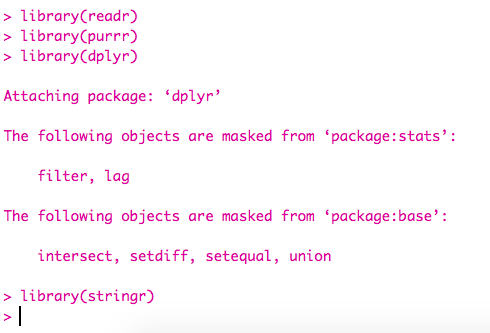 > library(readr)
> library(purrr)
> library(dplyr)
Attaching package: ‘dplyr’
The following objects are masked from ‘package:stats’:
filter, lag
The following objects are masked from ‘package:base’:
intersect, setdiff, setequal, union
> library(stringr)
>